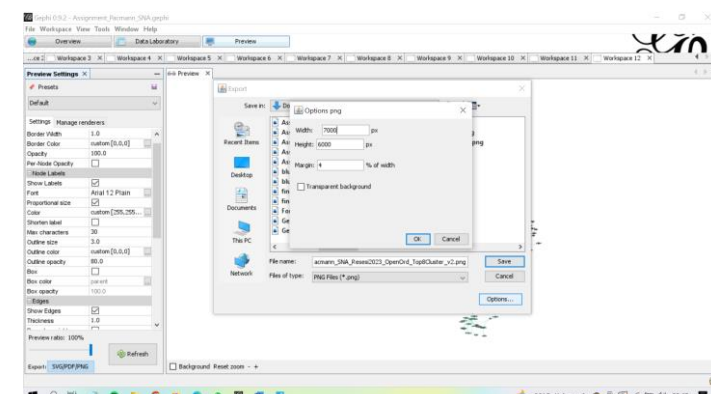 Gephi 0.9.2 - Assignment_Pacmann_SNA.gephi
File Workspace View Tools Window Help
Overview Data Laboratory Preview
Workspace 3 Workspace 4 Workspace 5 Workspace 6 Workspace 7 Workspace 8 Workspace 9 Workspace 10 Workspace 11 Workspace 12
Preview Settings Preview
Presets
Default
Settings Manage renderers
Border Width 1.0
Border Color custom [0,0,0]
Opacity 100.0
Per-Node Opacity
Node Labels
Show Labels
Font Arial 12 Plain
Proportional size
Color custom [255,255,...
Shorten label
Max characters 30
Outline size 3.0
Outline color custom [0,0,0]
Outline opacity 80.0
Box
Box color parent
Box opacity 100.0
Edges
Show Edges
Thickness 1.0
Preview ratio: 100%
Refresh
Export: SVG/PDF/PNG
Background Reset zoom - +
Export
Save in:
Recent Items
Desktop
Documents
This PC
Network
File name: acmann_SNA_Resesi2023_OpenOrd_Top8Cluster_v2.png
Files of type: PNG Files (*.png)
Save
Cancel
Options...
Options png
Width: 7000 px
Height: 6000 px
Margin: 4 % of width
Transparent background
OK Cancel